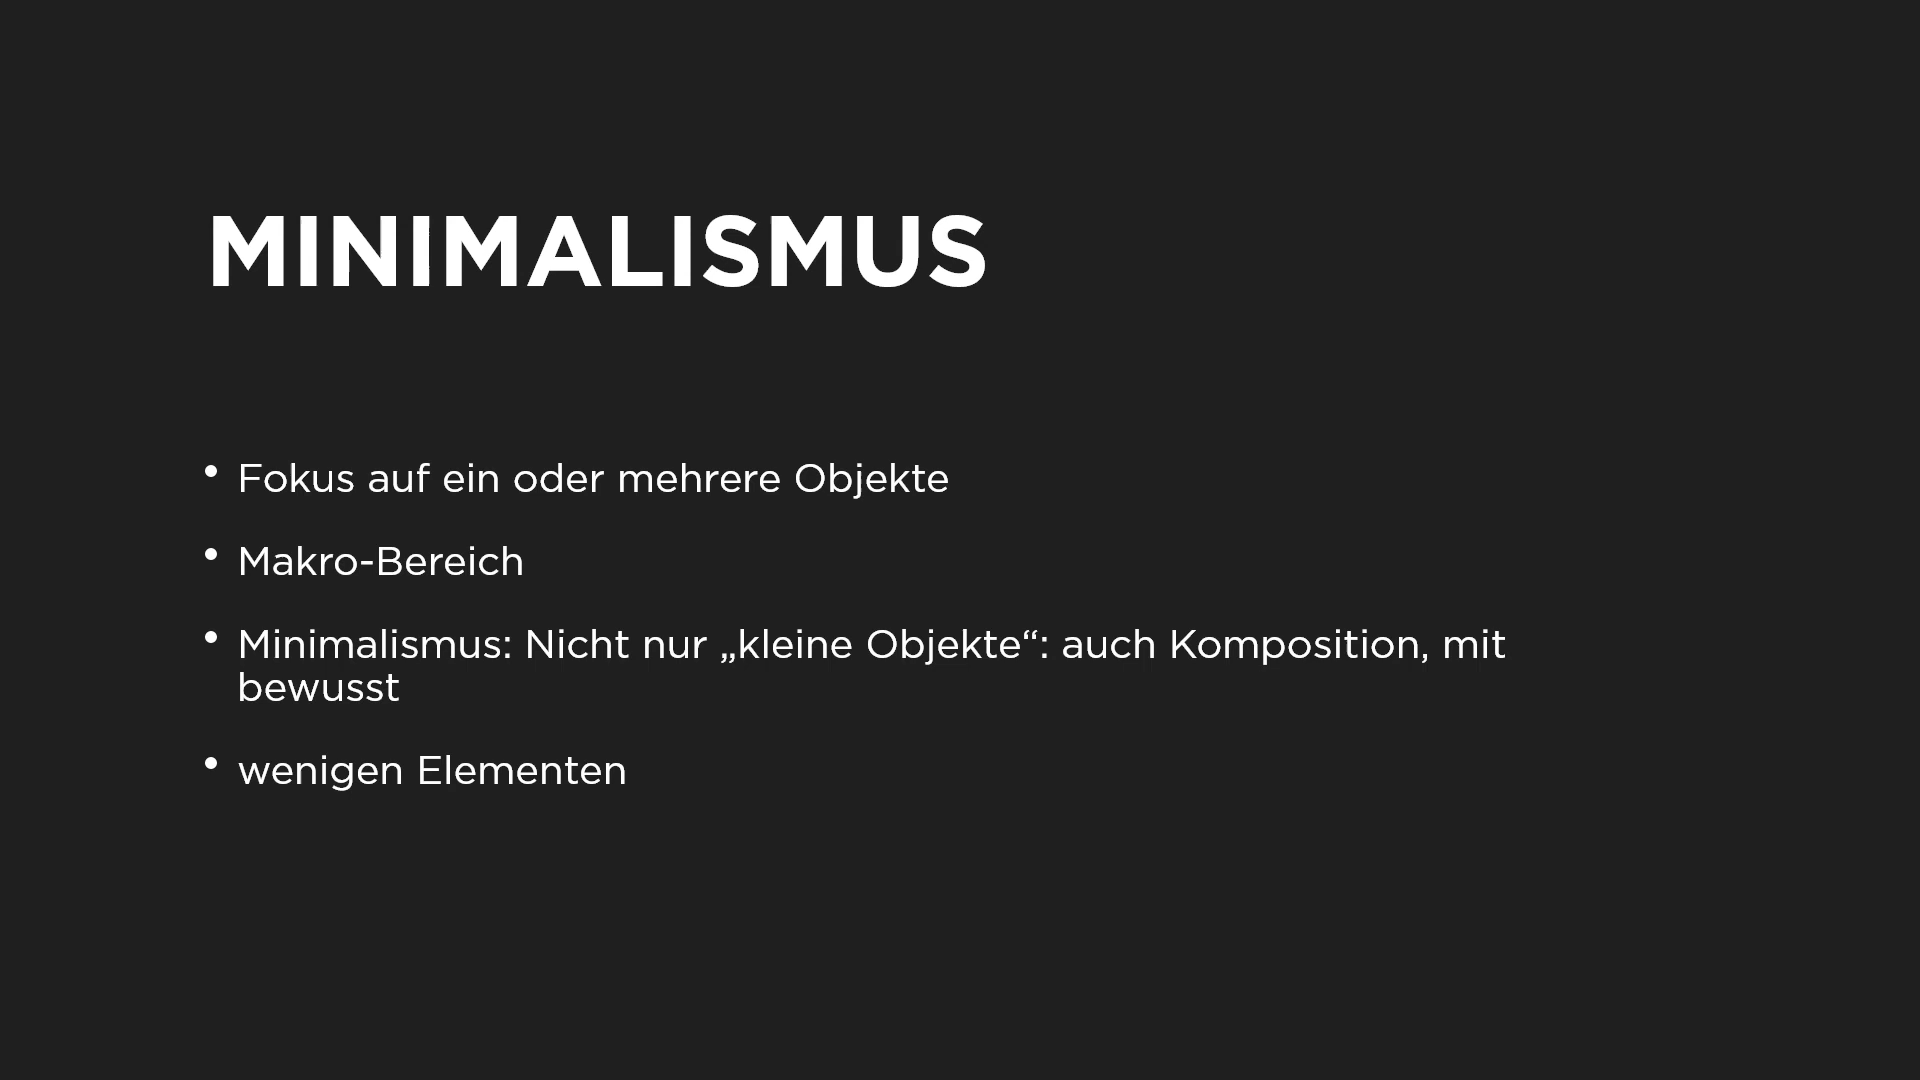 MINIMALISMUS
• Fokus auf ein oder mehrere Objekte
• Makro-Bereich
• Minimalismus: Nicht nur „kleine Objekte“: auch Komposition, mit
bewusst
• wenigen Elementen